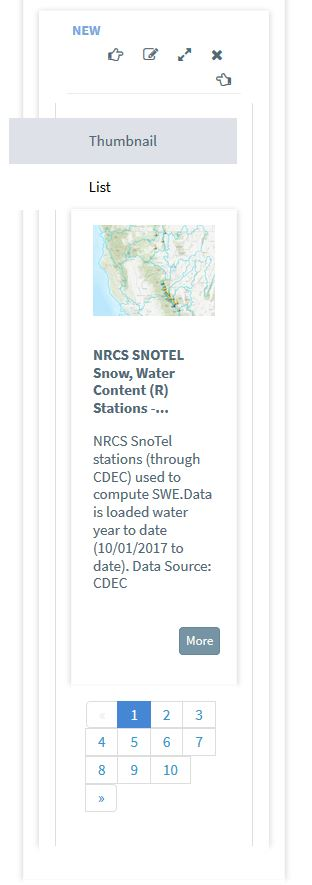 NEW
Thumbnail
List
NRCS SNOTEL
Snow, Water
Content (R)
Stations -...
NRCS SnoTel
stations (through
CDEC) used to
compute SWE.Data
is loaded water
year to date
(10/01/2017 to
date). Data Source:
CDEC
More
« 1 2 3
4 5 6 7
8 9 10
»